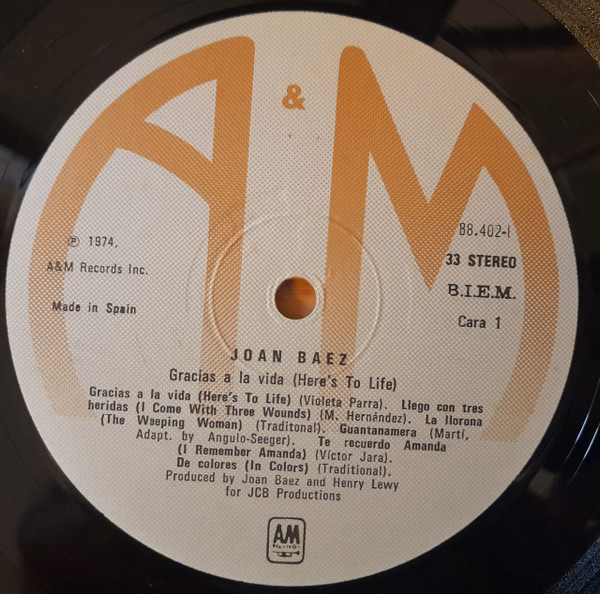 A & M
℗ 1974,
A&M Records Inc.
Made in Spain
88.402-I
33 STEREO
B.I.E.M.
Cara 1
JOAN BAEZ
Gracias a la vida (Here's To Life)
Gracias a la vida (Here's To Life) (Violeta Parra). Llego con tres
heridas (I Come With Three Wounds) (M. Hernández). La llorona
(The Weeping Woman) (Traditonal). Guantanamera (Martí,
Adapt. by Angulo-Seeger). Te recuerdo Amanda
(I Remember Amanda) (Víctor Jara).
De colores (In Colors) (Traditional).
Produced by Joan Baez and Henry Lewy
for JCB Productions
AM